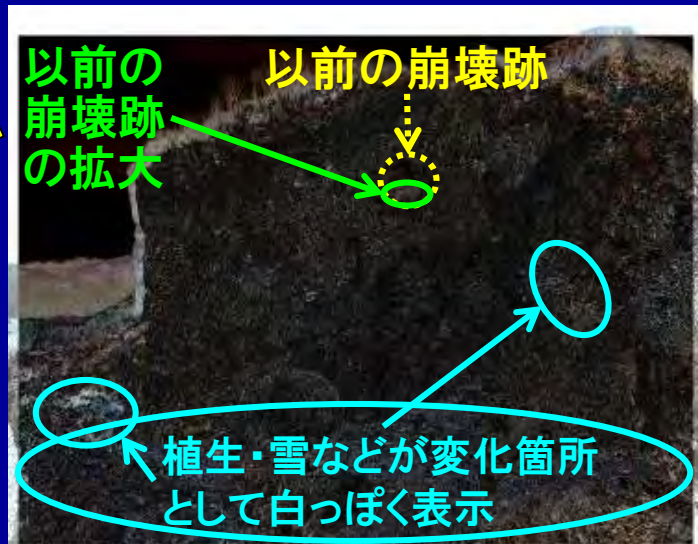 以前の
崩壊跡
の拡大
以前の崩壊跡
植生・雪などが変化箇所
として白っぽく表示